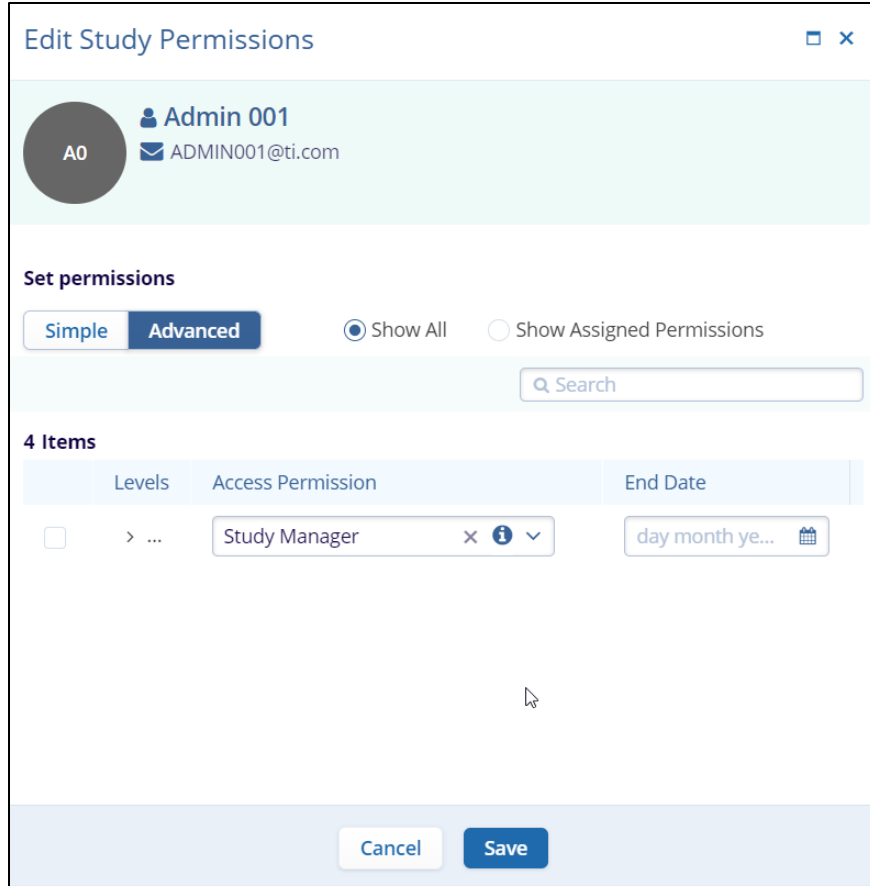 Edit Study Permissions
Admin 001
A0
ADMIN001@ti.com
Set permissions
Simple Advanced Show All Show Assigned Permissions
Search
4 Items
Levels Access Permission End Date
> ... Study Manager day month ye...
Cancel Save